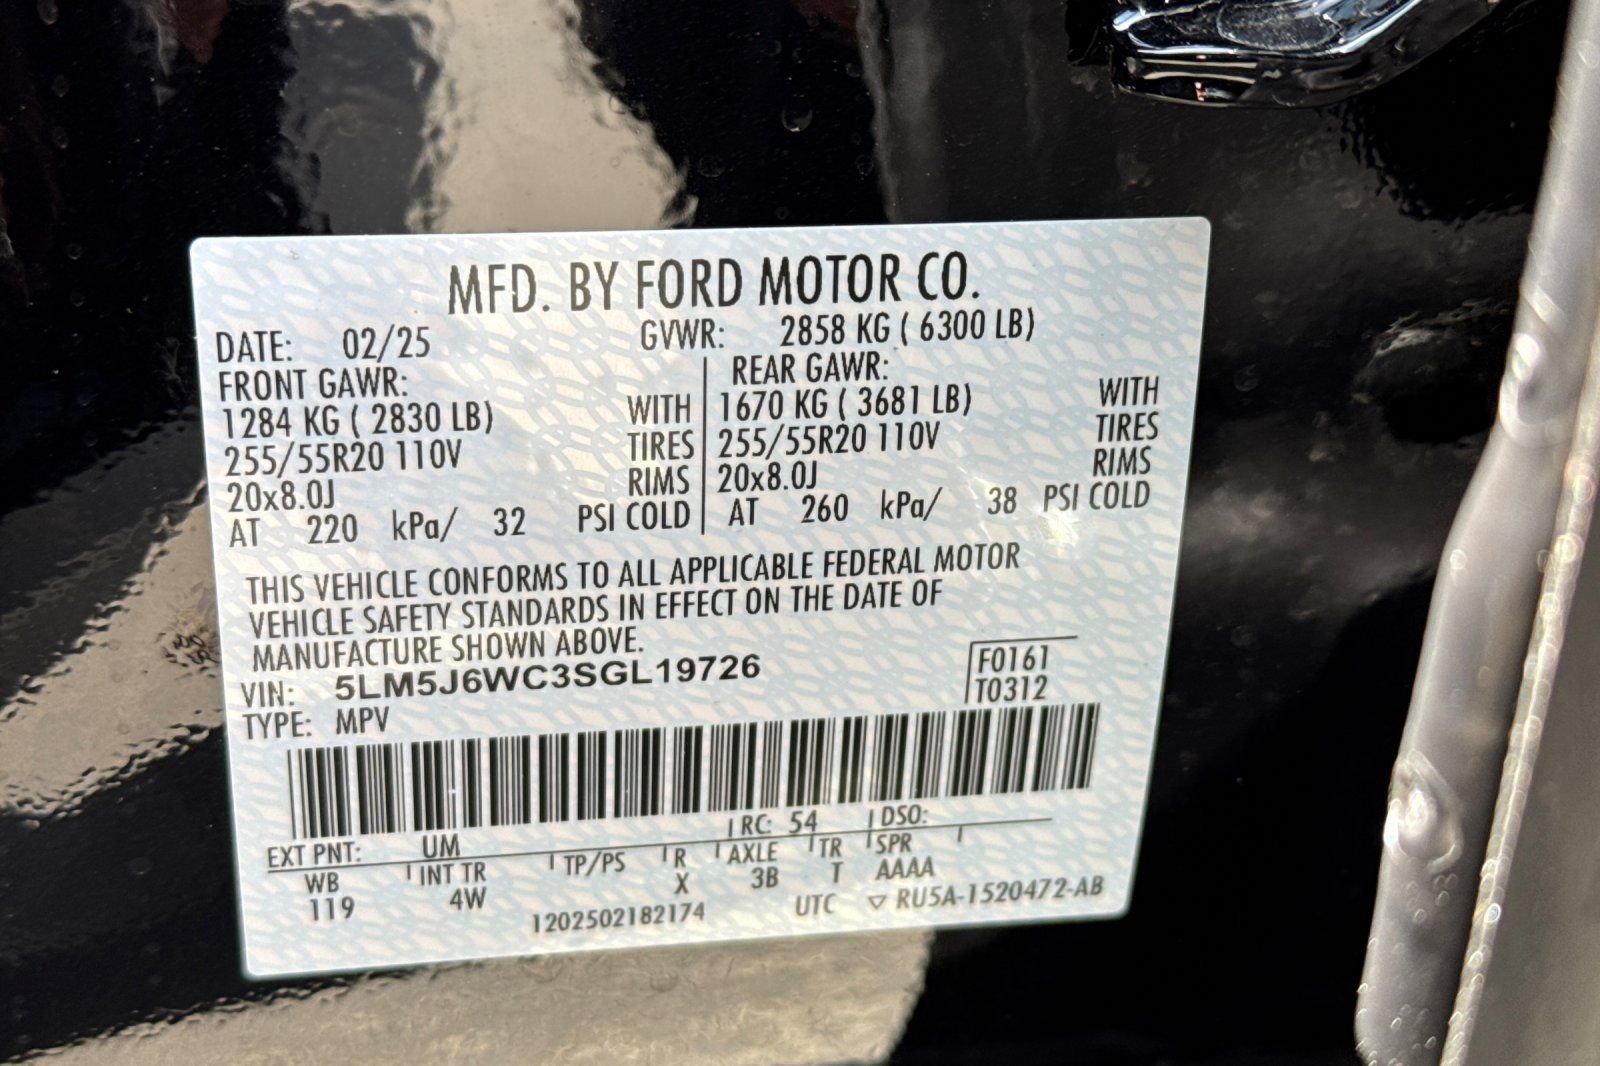 MFD. BY FORD MOTOR CO.
DATE: 02/25 GVWR: 2858 KG ( 6300 LB)
FRONT GAWR: REAR GAWR:
1284 KG ( 2830 LB) WITH 1670 KG ( 3681 LB) WITH
255/55R20 110V TIRES 255/55R20 110V TIRES
20x8.0J RIMS 20x8.0J RIMS
AT 220 kPa/ 32 PSI COLD AT 260 kPa/ 38 PSI COLD
THIS VEHICLE CONFORMS TO ALL APPLICABLE FEDERAL MOTOR
VEHICLE SAFETY STANDARDS IN EFFECT ON THE DATE OF
MANUFACTURE SHOWN ABOVE.
VIN: 5LM5J6WC3SGL19726 F0161
TYPE: MPV T0312
EXT PNT: UM RC: 54 DSO:
WB INT TR TP/PS R AXLE TR SPR
119 4W X 3B T AAAA
1202502182174 UTC ▽ RU5A-1520472-AB